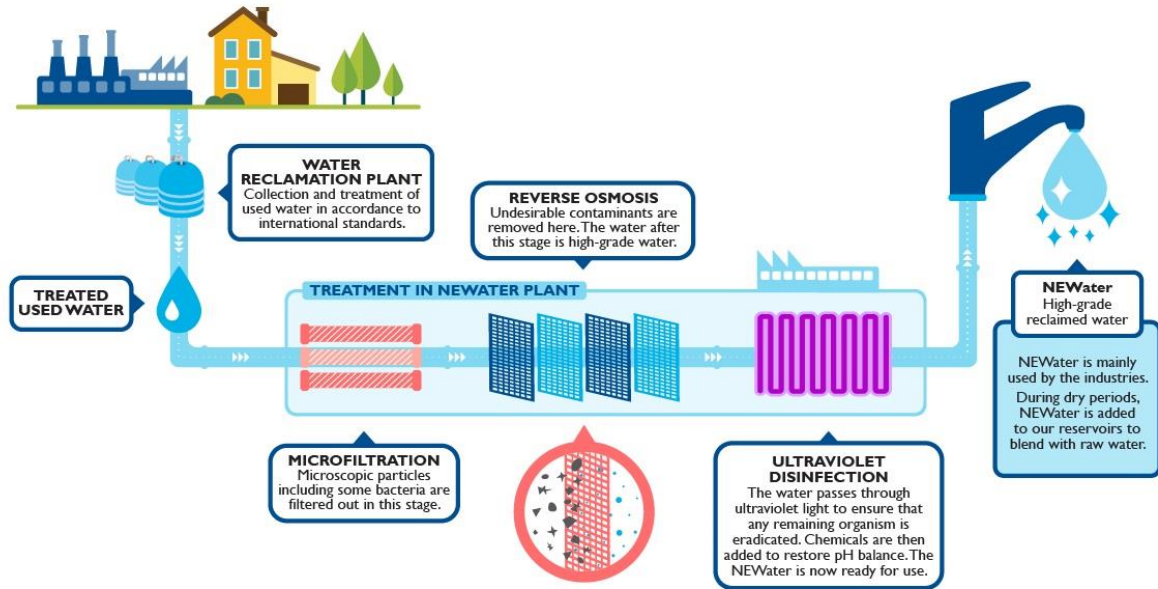 WATER
RECLAMATION PLANT
Collection and treatment of
used water in accordance to
international standards.
TREATED
USED WATER
REVERSE OSMOSIS
Undesirable contaminants are
removed here. The water after
this stage is high-grade water.
TREATMENT IN NEWATER PLANT
MICROFILTRATION
Microscopic particles
including some bacteria are
filtered out in this stage.
ULTRAVIOLET
DISINFECTION
The water passes through
ultraviolet light to ensure that
any remaining organism is
eradicated. Chemicals are then
added to restore pH balance. The
NEWater is now ready for use.
NEWater
High-grade
reclaimed water
NEWater is mainly
used by the industries.
During dry periods,
NEWater is added
to our reservoirs to
blend with raw water.